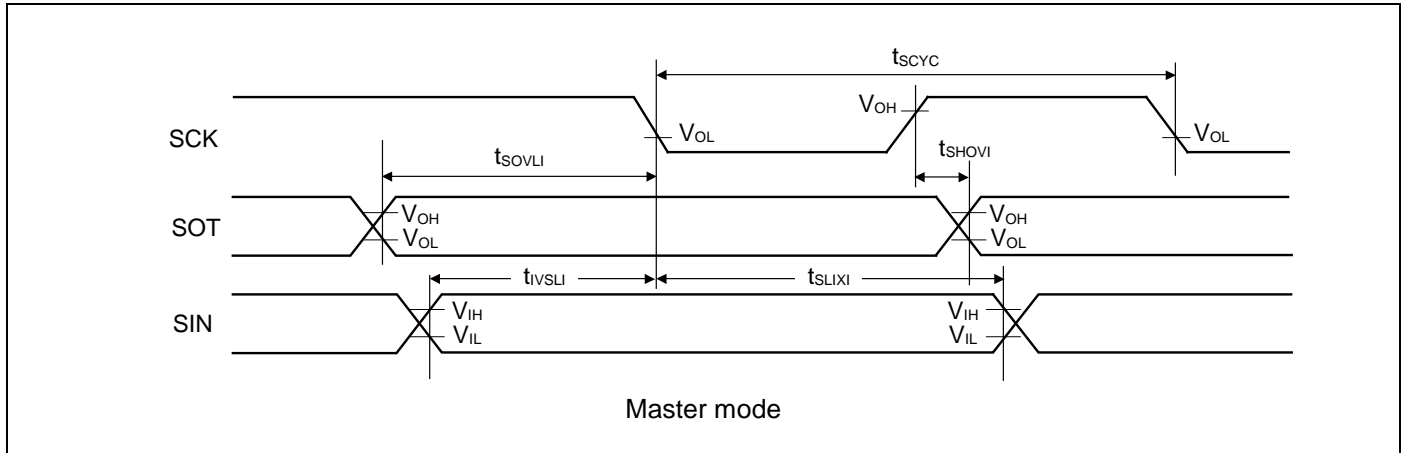 tSCYC
VOH
SCK
VOL
VOL
tSOVLI
tSHOVI
SOT
VOH
VOL
VOH
VOL
tIVSLI
tSLIXI
SIN
VIH
VIL
VIH
VIL
Master mode